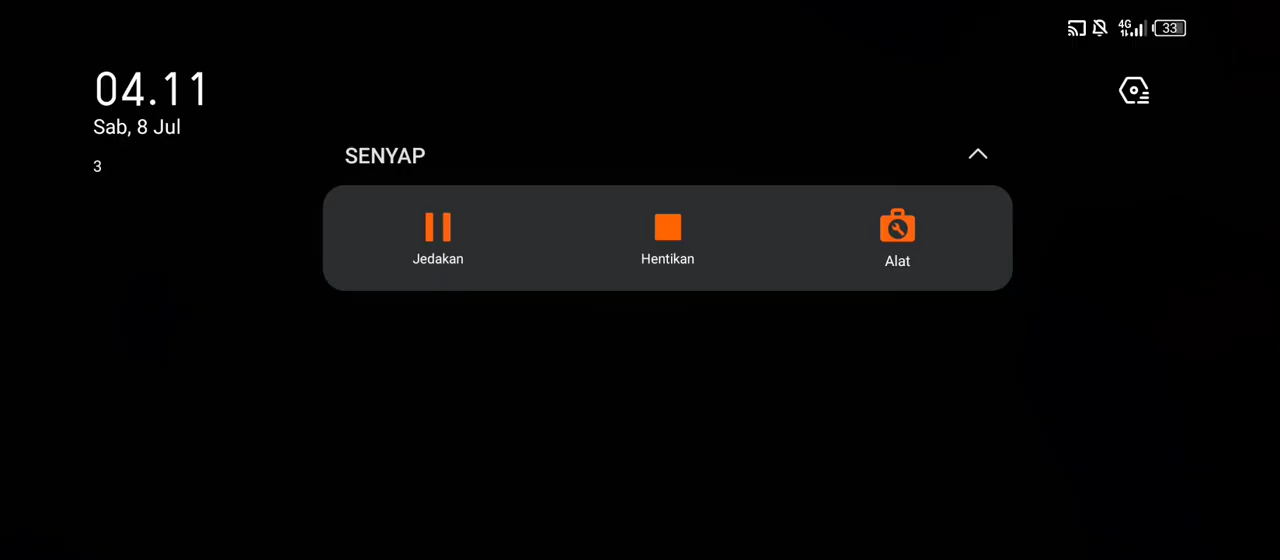 4G
33
04.11
Sab, 8 Jul
3
SENYAP
Jedakan
Hentikan
Alat